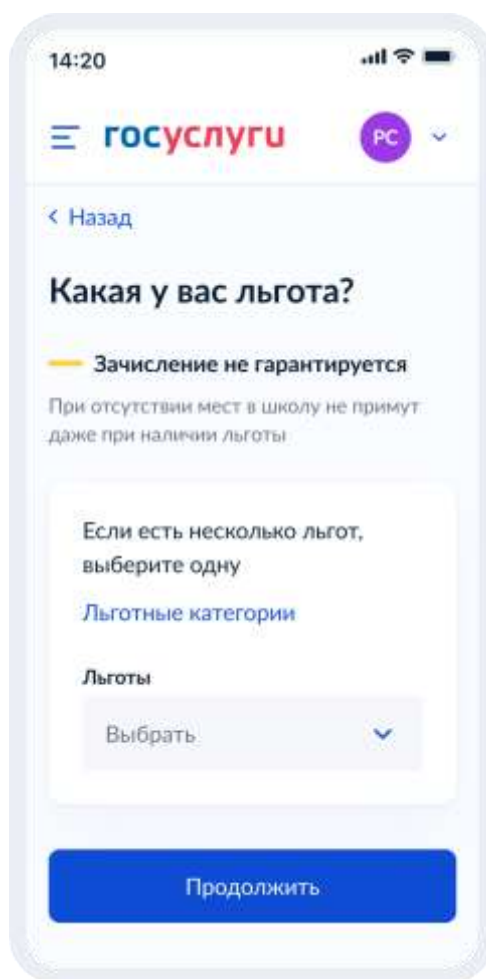 14:20
госуслуги
РС
Назад
Какая у вас льгота?
Зачисление не гарантируется
При отсутствии мест в школу не примут
даже при наличии льготы
Если есть несколько льгот,
выберите одну
Льготные категории
Льготы
Выбрать
Продолжить